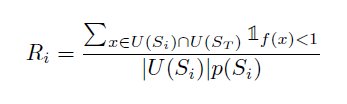 R_i = \frac{\sum_{x \in U(S_i) \cap U(S_T)} \mathbb{1}_{f(x)<1}}{|U(S_i)|p(S_i)}